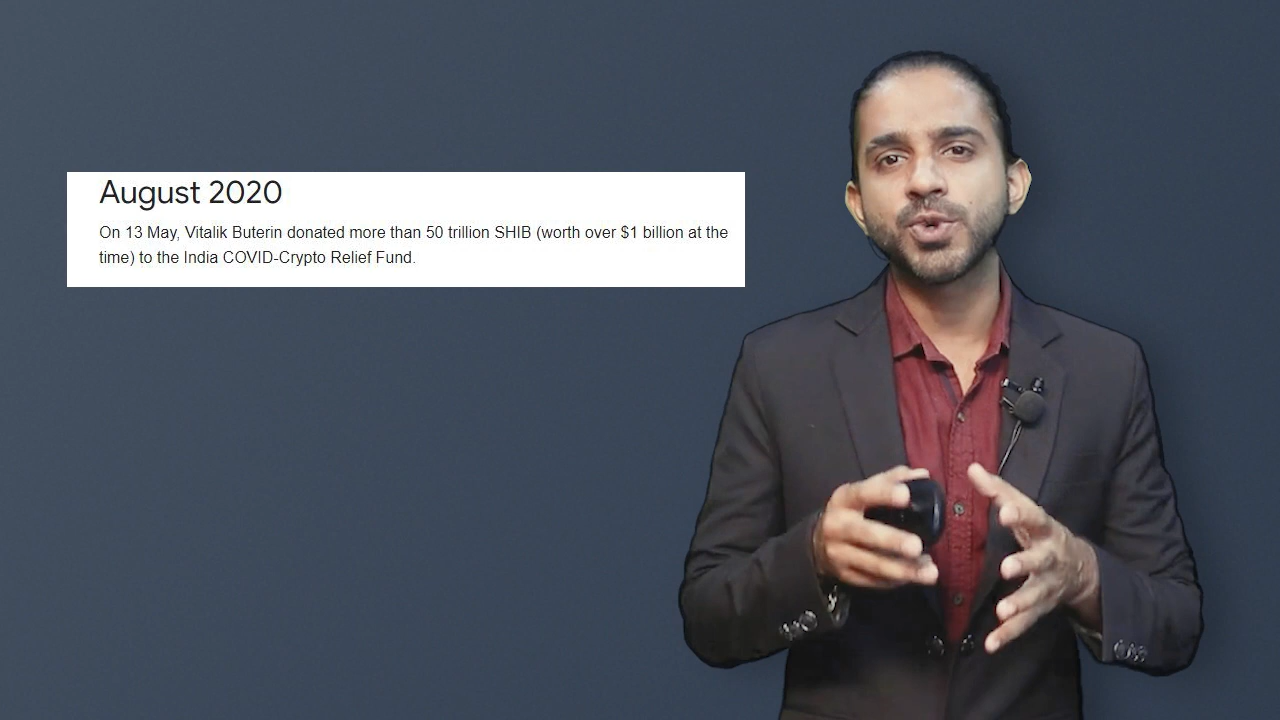 August 2020
On 13 May, Vitalik Buterin donated more than 50 trillion SHIB (worth over $1 billion at the
time) to the India COVID-Crypto Relief Fund.